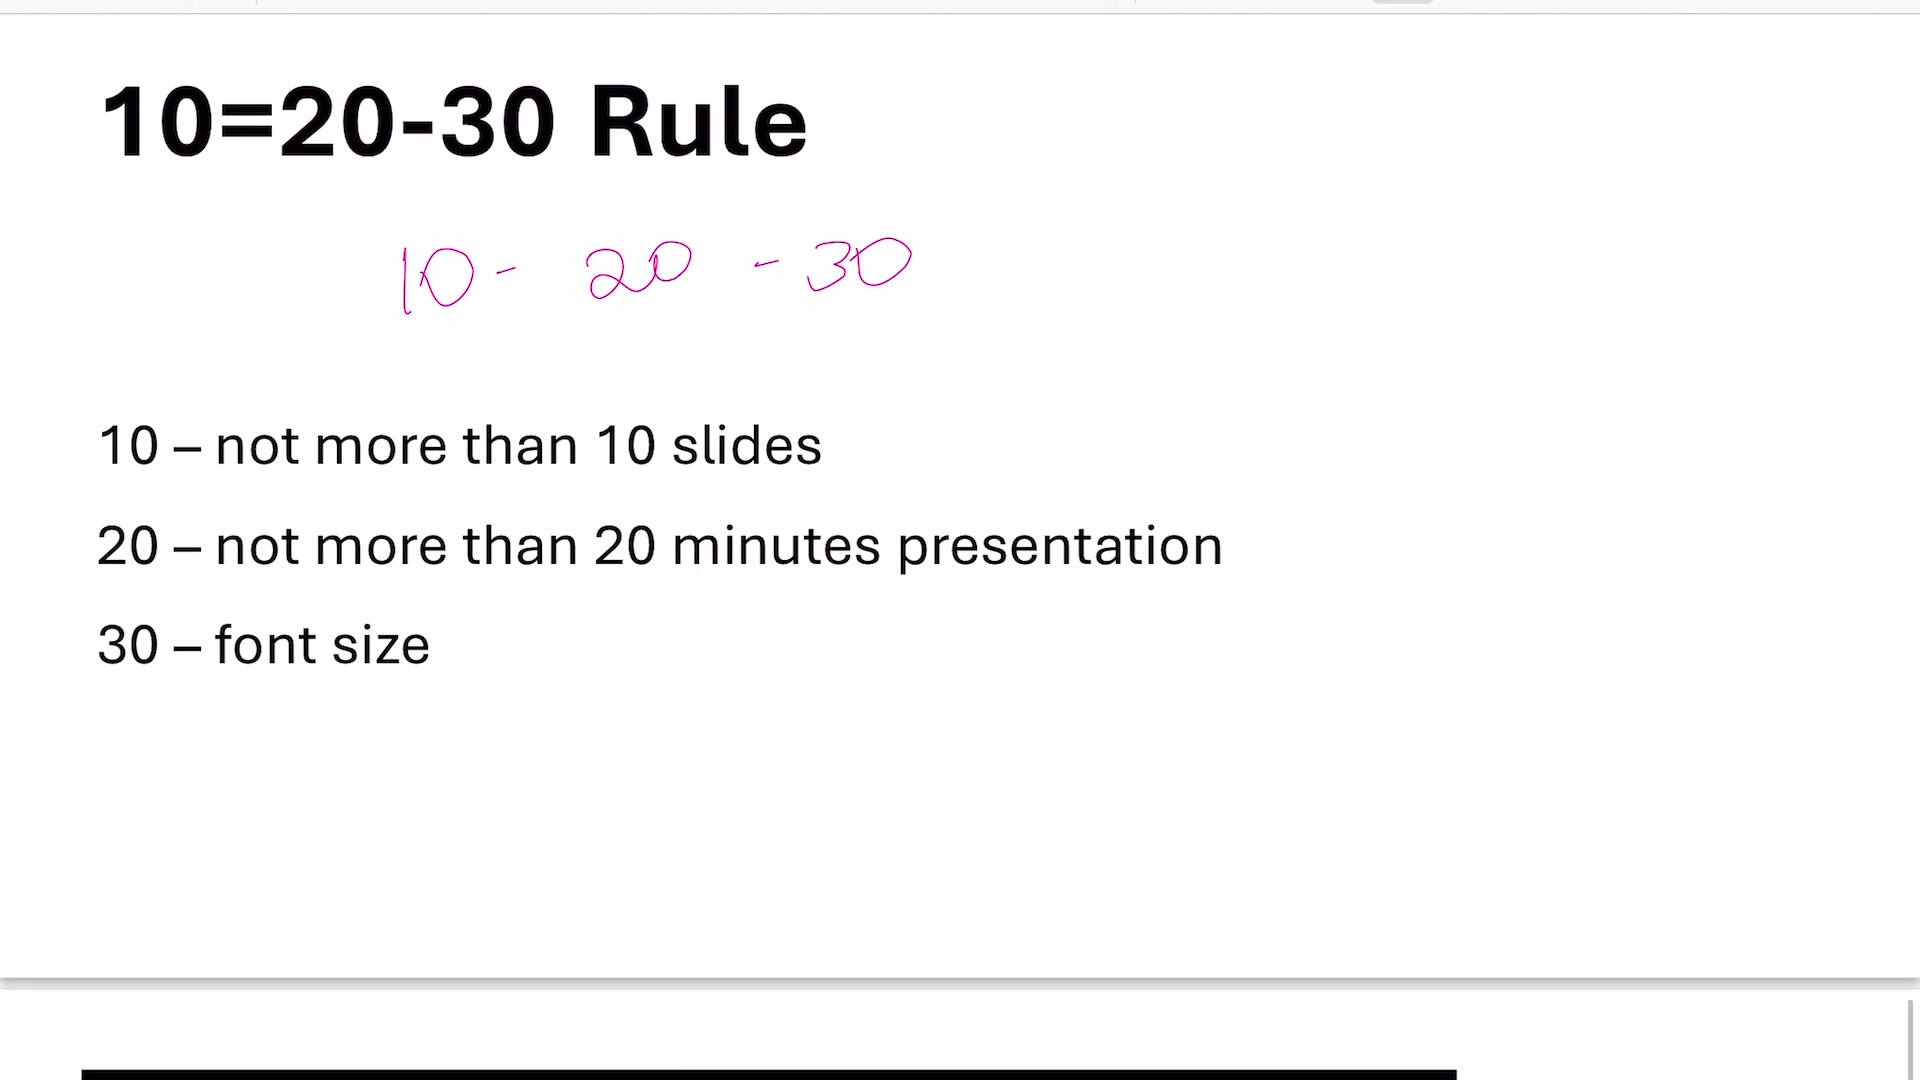 10=20-30 Rule
10 - 20 - 30
10 – not more than 10 slides
20 – not more than 20 minutes presentation
30 – font size